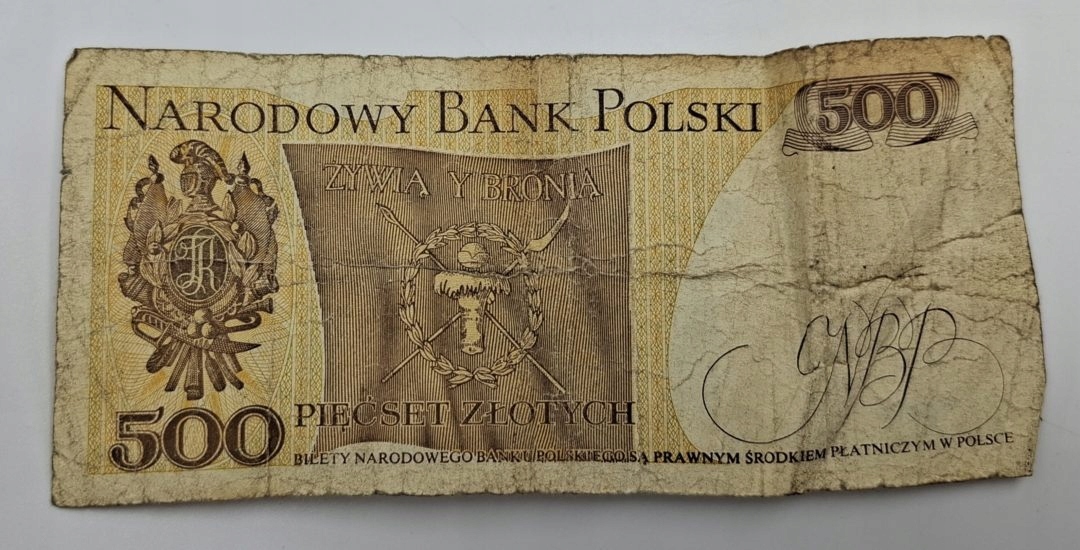 NARODOWY BANK POLSKI
500
ŻYWIĄ Y BRONIĄ
TK
PIĘĆSET ZŁOTYCH
500
NBP
BILETY NARODOWEGO BANKU POLSKIEGO SĄ PRAWNYM ŚRODKIEM PŁATNICZYM W POLSCE